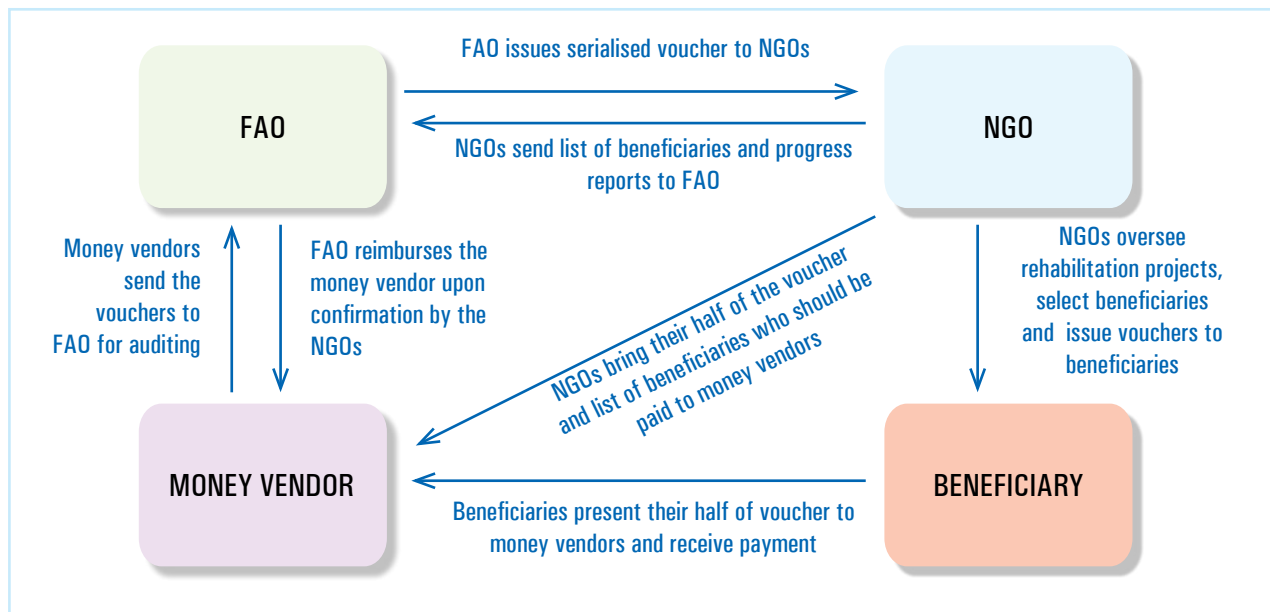 FAO issues serialised voucher to NGOs
FAO
NGO
NGOs send list of beneficiaries and progress
reports to FAO
Money vendors
send the
vouchers to
FAO for auditing
FAO reimburses the
money vendor upon
confirmation by the
NGOs
NGOs bring their half of the voucher
and list of beneficiaries who should be
paid to money vendors
NGOs oversee
rehabilitation projects,
select beneficiaries
and issue vouchers to
beneficiaries
MONEY VENDOR
BENEFICIARY
Beneficiaries present their half of voucher to
money vendors and receive payment